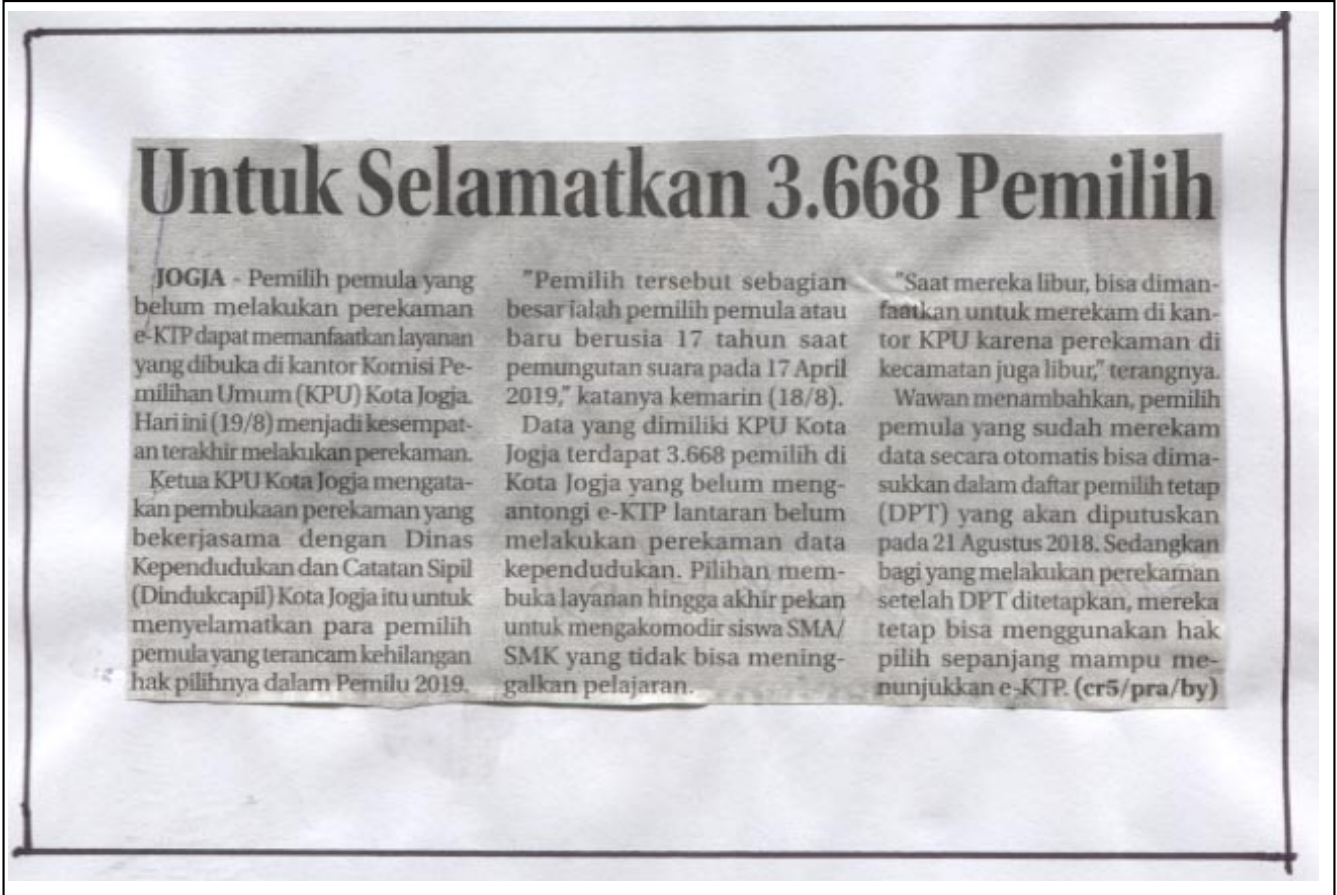 Untuk Selamatkan 3.668 Pemilih
JOGJA - Pemilih pemula yang
belum melakukan perekaman
e-KTP dapat memanfaatkan layanan
yang dibuka di kantor Komisi Pe-
milihan Umum (KPU) Kota Jogja.
Hari ini (19/8) menjadi kesempat-
an terakhir melakukan perekaman.
Ketua KPU Kota Jogja mengata-
kan pembukaan perekaman yang
bekerjasama dengan Dinas
Kependudukan dan Catatan Sipil
(Dindukcapil) Kota Jogja itu untuk
menyelamatkan para pemilih
pemula yang terancam kehilangan
hak pilihnya dalam Pemilu 2019.
"Pemilih tersebut sebagian
besar ialah pemilih pemula atau
baru berusia 17 tahun saat
pemungutan suara pada 17 April
2019," katanya kemarin (18/8).
Data yang dimiliki KPU Kota
Jogja terdapat 3.668 pemilih di
Kota Jogja yang belum meng-
antongi e-KTP lantaran belum
melakukan perekaman data
kependudukan. Pilihan mem-
buka layanan hingga akhir pekan
untuk mengakomodir siswa SMA/
SMK yang tidak bisa mening-
galkan pelajaran.
"Saat mereka libur, bisa diman-
faatkan untuk merekam di kan-
tor KPU karena perekaman di
kecamatan juga libur," terangnya.
Wawan menambahkan, pemilih
pemula yang sudah merekam
data secara otomatis bisa dima-
sukkan dalam daftar pemilih tetap
(DPT) yang akan diputuskan
pada 21 Agustus 2018. Sedangkan
bagi yang melakukan perekaman
setelah DPT ditetapkan, mereka
tetap bisa menggunakan hak
pilih sepanjang mampu me-
nunjukkan e-KTP. (cr5/pra/by)